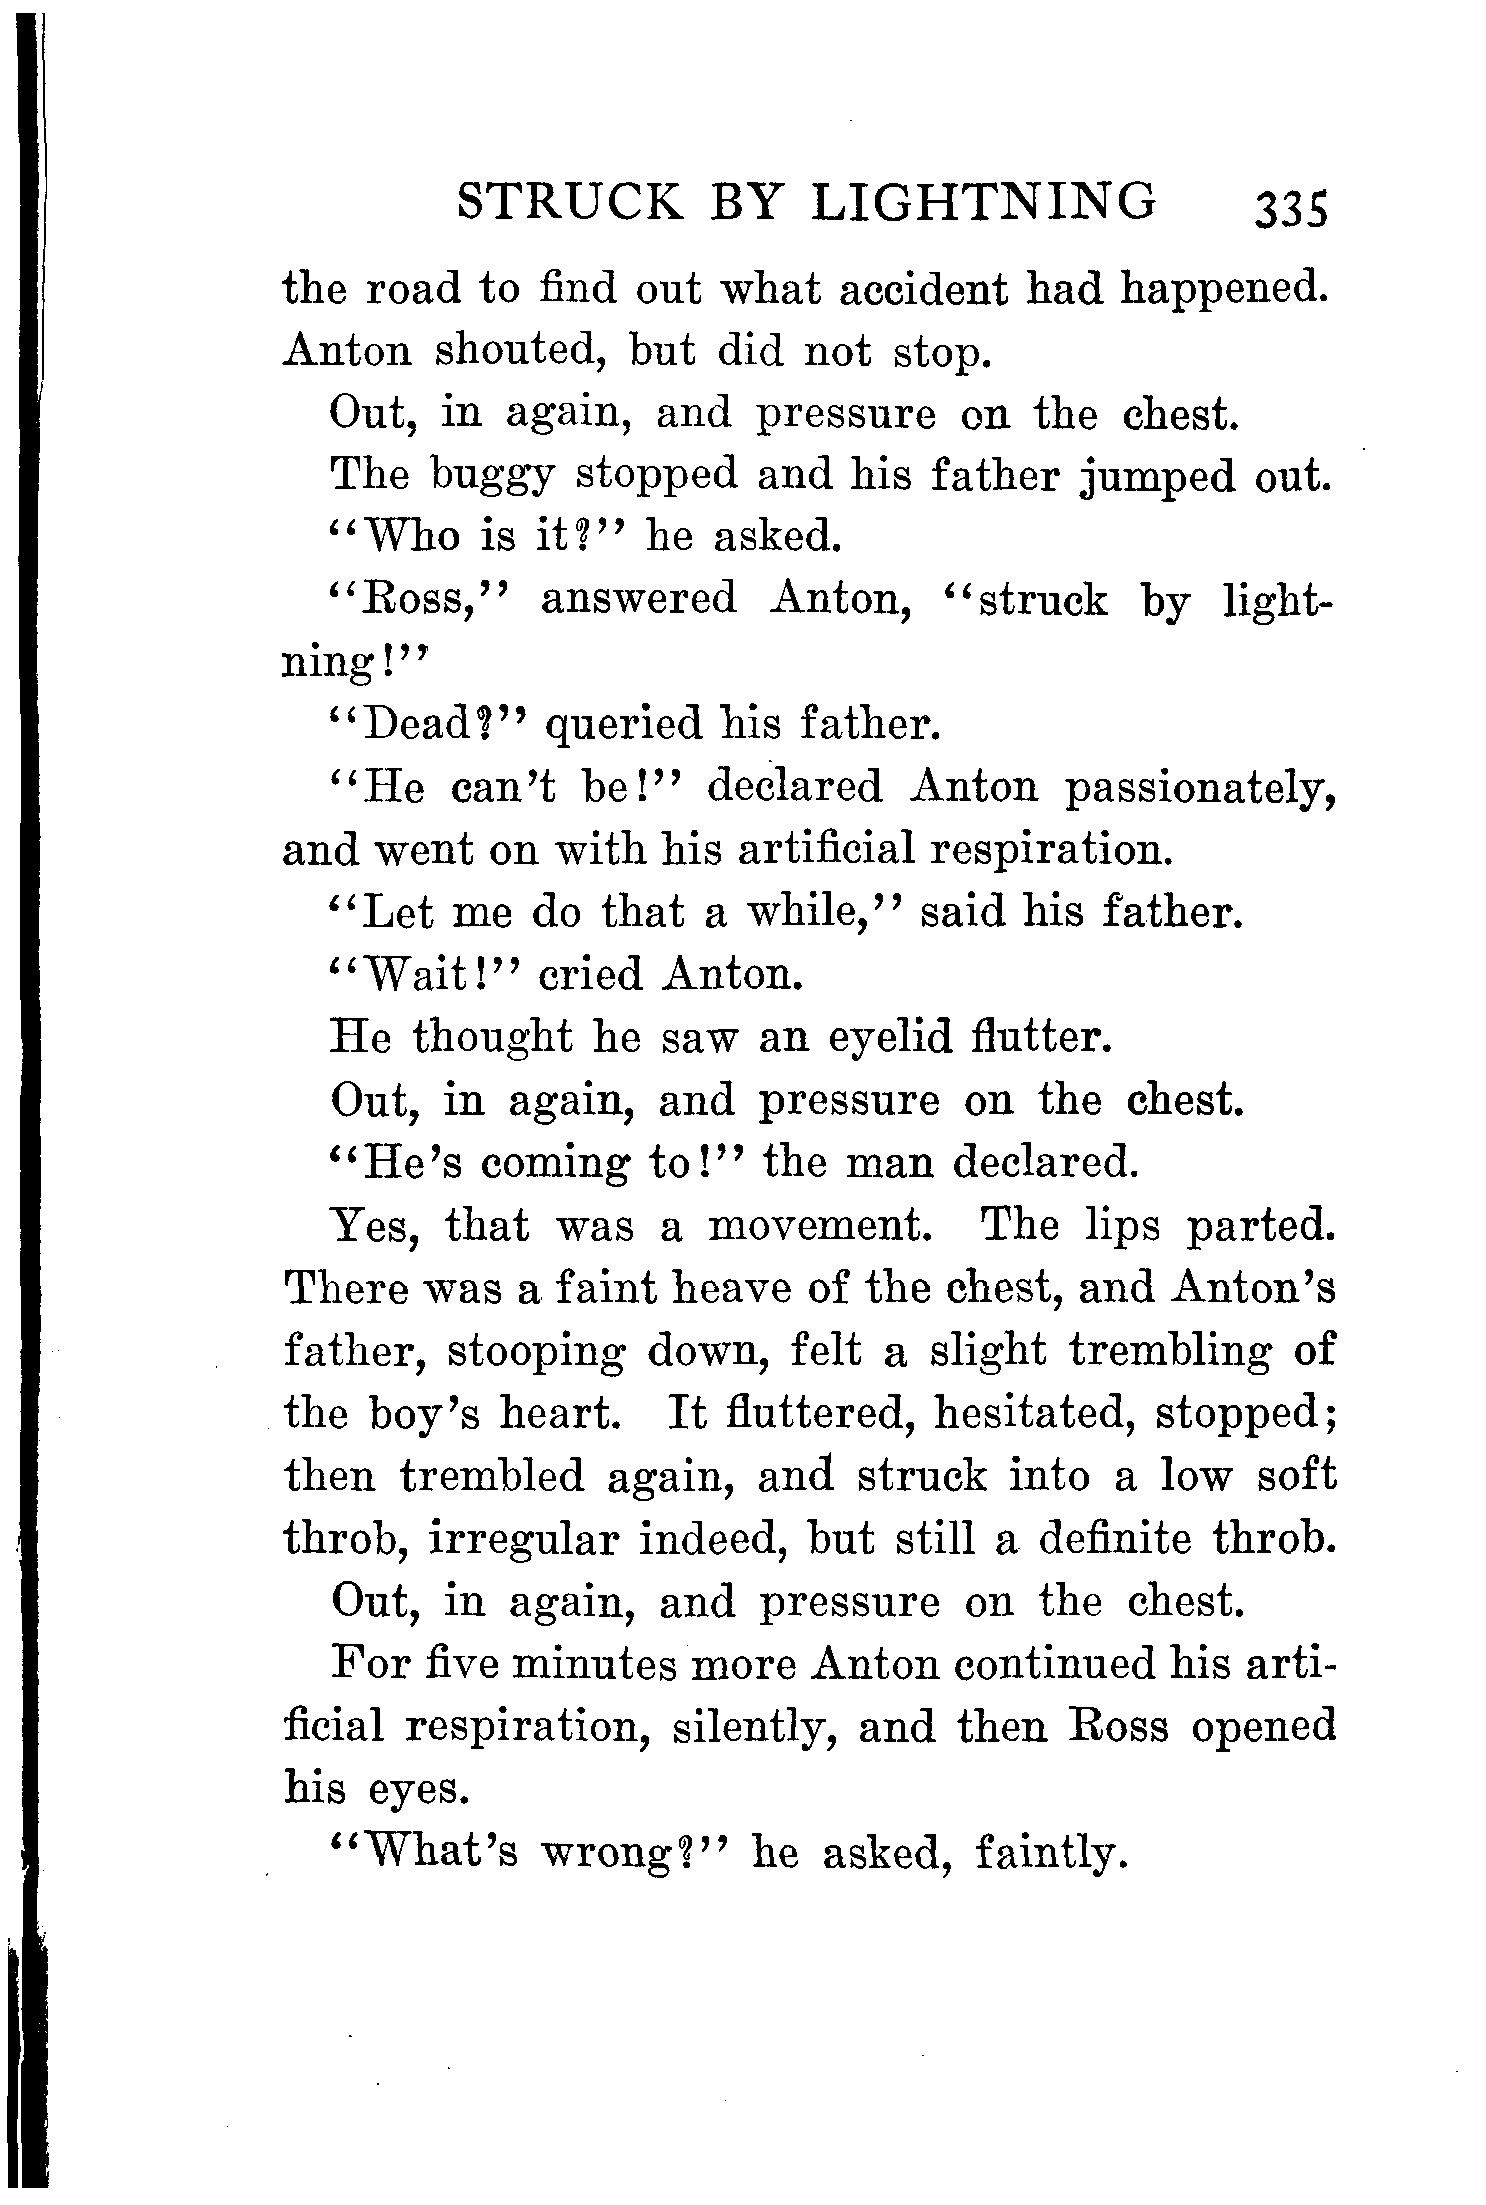 STRUCK BY LIGHTNING 335
the road to find out what accident had happened.
Anton shouted, but did not stop.
Out, in again, and pressure on the chest.
The buggy stopped and his father jumped out.
“Who is it?” he asked.
“Ross,” answered Anton, “struck by light-
ning!”
“Dead?” queried his father.
“He can’t be!” declared Anton passionately,
and went on with his artificial respiration.
“Let me do that a while,” said his father.
“Wait!” cried Anton.
He thought he saw an eyelid flutter.
Out, in again, and pressure on the chest.
“He’s coming to!” the man declared.
Yes, that was a movement. The lips parted.
There was a faint heave of the chest, and Anton’s
father, stooping down, felt a slight trembling of
the boy’s heart. It fluttered, hesitated, stopped;
then trembled again, and struck into a low soft
throb, irregular indeed, but still a definite throb.
Out, in again, and pressure on the chest.
For five minutes more Anton continued his arti-
ficial respiration, silently, and then Ross opened
his eyes.
“What’s wrong?” he asked, faintly.